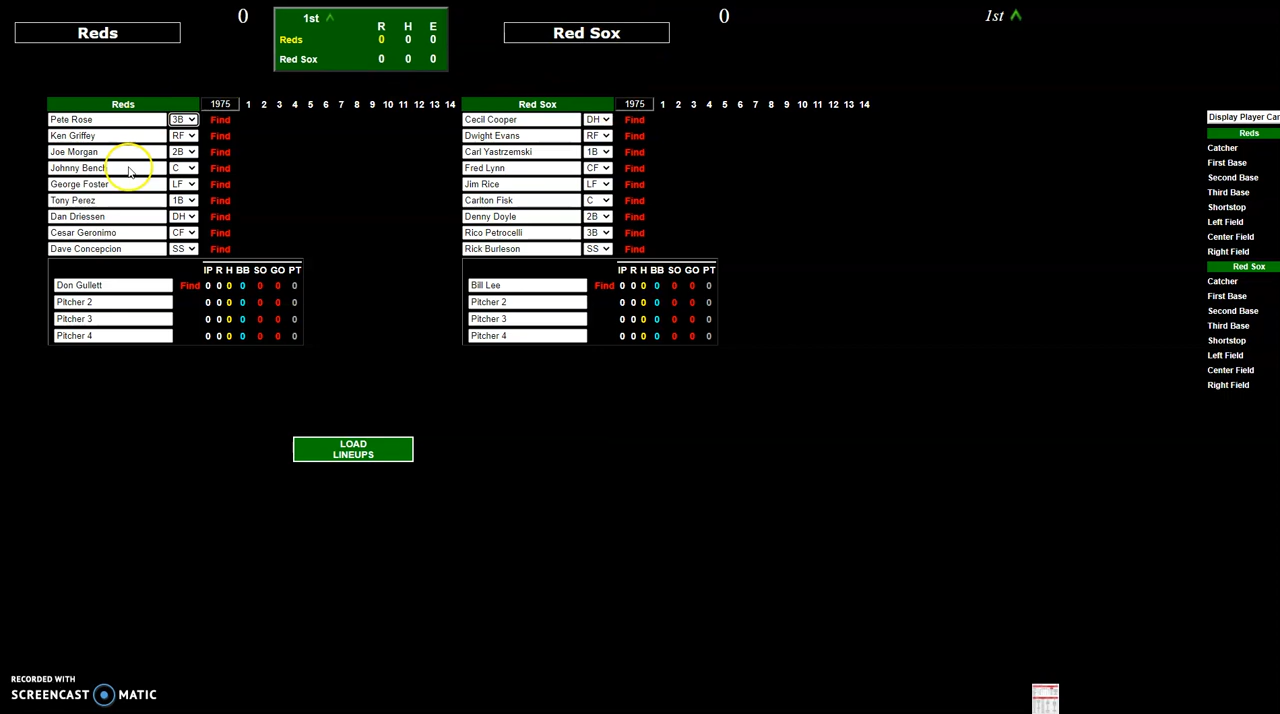 0
0
1st ^
1st ^
R H E
Reds
Red Sox
Reds 0 0 0
Red Sox 0 0 0
Reds 1975 1 2 3 4 5 6 7 8 9 10 11 12 13 14
Pete Rose 3B Find
Ken Griffey RF Find
Joe Morgan 2B Find
Johnny Bench C Find
George Foster LF Find
Tony Perez 1B Find
Dan Driessen DH Find
Cesar Geronimo CF Find
Dave Concepcion SS Find
IP R H BB SO GO PT
Don Gullett Find 0 0 0 0 0 0 0
Pitcher 2 0 0 0 0 0 0 0
Pitcher 3 0 0 0 0 0 0 0
Pitcher 4 0 0 0 0 0 0 0
Red Sox 1975 1 2 3 4 5 6 7 8 9 10 11 12 13 14
Cecil Cooper DH Find
Dwight Evans RF Find
Carl Yastrzemski 1B Find
Fred Lynn CF Find
Jim Rice LF Find
Carlton Fisk C Find
Denny Doyle 2B Find
Rico Petrocelli 3B Find
Rick Burleson SS Find
IP R H BB SO GO PT
Bill Lee Find 0 0 0 0 0 0 0
Pitcher 2 0 0 0 0 0 0 0
Pitcher 3 0 0 0 0 0 0 0
Pitcher 4 0 0 0 0 0 0 0
Display Player Car
Reds
Catcher
First Base
Second Base
Third Base
Shortstop
Left Field
Center Field
Right Field
Red Sox
Catcher
First Base
Second Base
Third Base
Shortstop
Left Field
Center Field
Right Field
LOAD
LINEUPS
RECORDED WITH
SCREENCAST MATIC